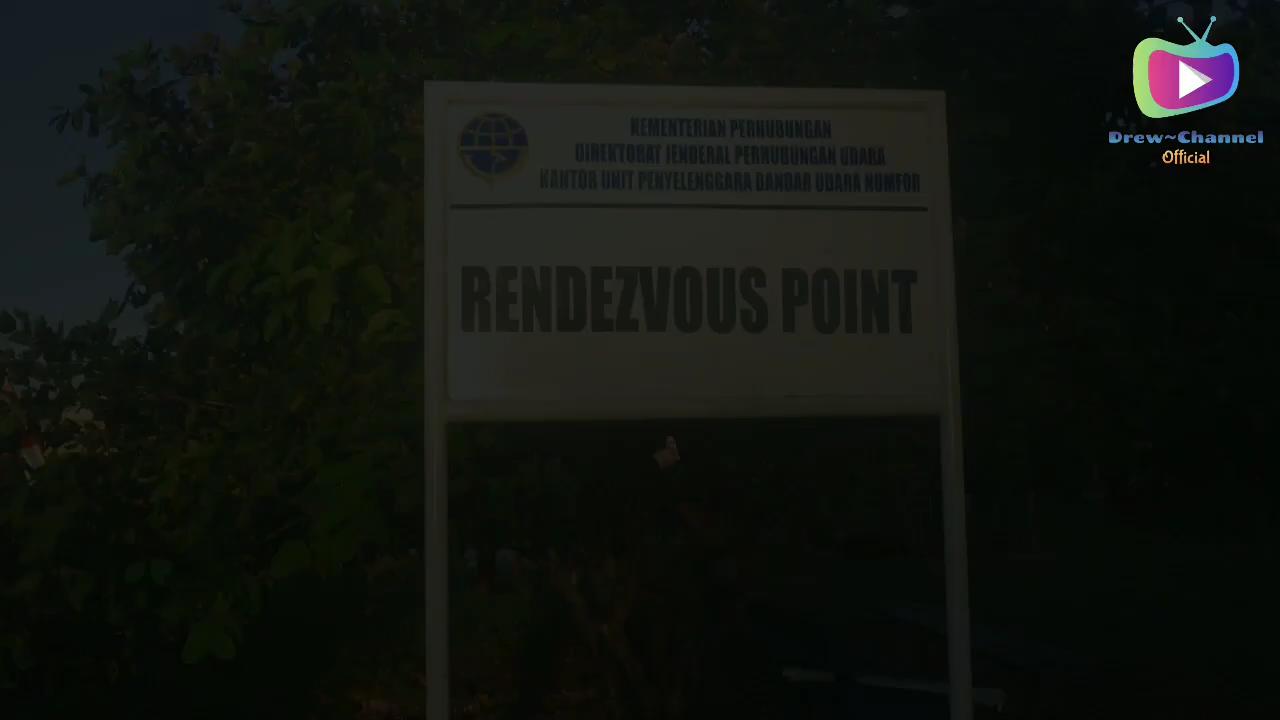 KEMENTERIAN PERHUBUNGAN
DIREKTORAT JENDERAL PERHUBUNGAN UDARA
KANTOR UNIT PENYELENGGARA BANDAR UDARA NUMFOR
RENDEZVOUS POINT
Drew~Channel
Official